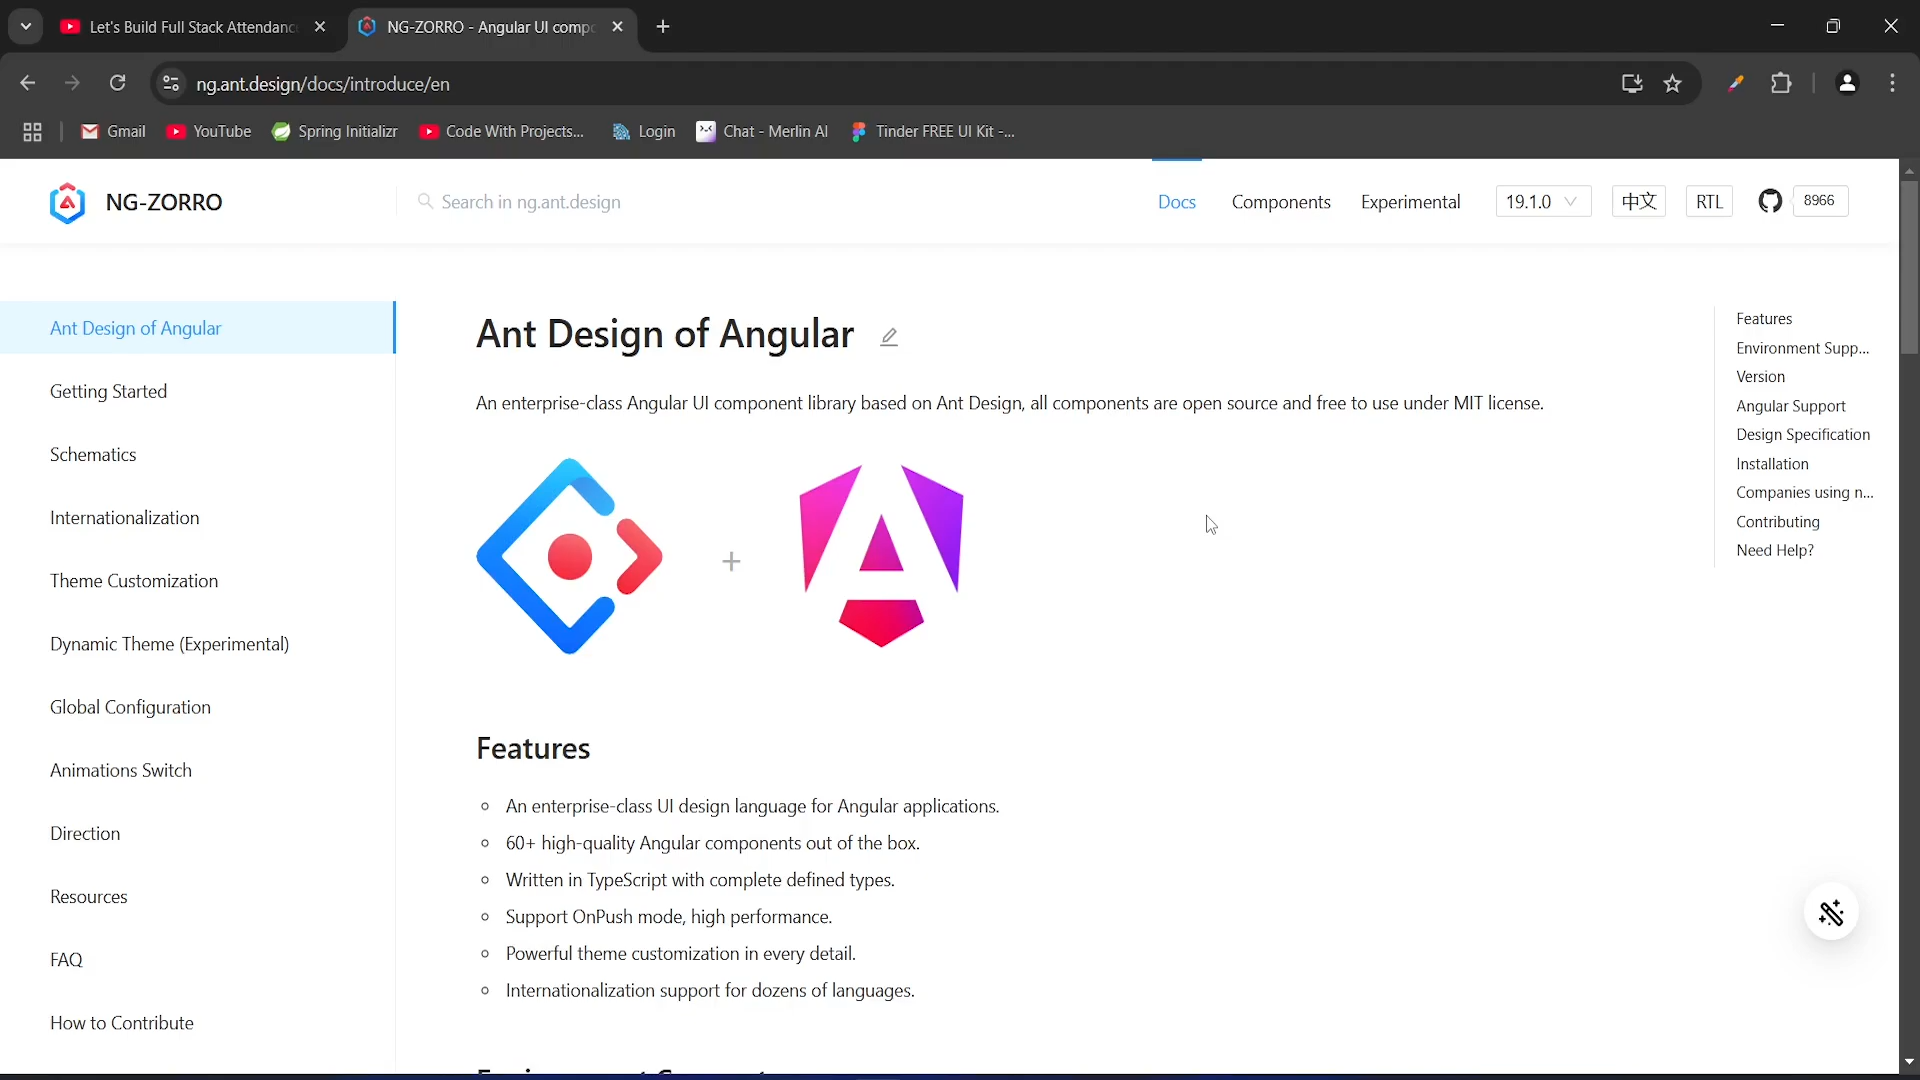 Let's Build Full Stack Attendanc
NG-ZORRO - Angular UI compo
ng.ant.design/docs/introduce/en
Gmail
YouTube
Spring Initializr
Code With Projects...
Login
Chat - Merlin AI
Tinder FREE UI Kit -...
NG-ZORRO
Search in ng.ant.design
Docs
Components
Experimental
19.1.0
中文
RTL
8966
Ant Design of Angular
Getting Started
Schematics
Internationalization
Theme Customization
Dynamic Theme (Experimental)
Global Configuration
Animations Switch
Direction
Resources
FAQ
How to Contribute
Ant Design of Angular
An enterprise-class Angular UI component library based on Ant Design, all components are open source and free to use under MIT license.
+
Features
An enterprise-class UI design language for Angular applications.
60+ high-quality Angular components out of the box.
Written in TypeScript with complete defined types.
Support OnPush mode, high performance.
Powerful theme customization in every detail.
Internationalization support for dozens of languages.
Features
Environment Supp...
Version
Angular Support
Design Specification
Installation
Companies using n...
Contributing
Need Help?